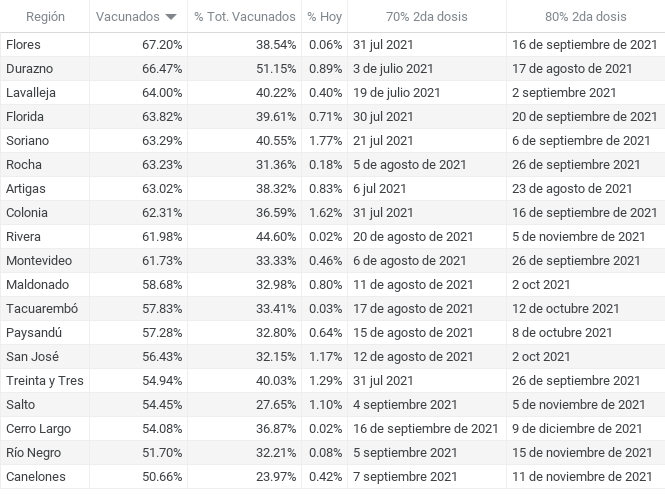 Región Vacunados % Tot. Vacunados % Hoy 70% 2da dosis 80% 2da dosis
Flores 67.20% 38.54% 0.06% 31 jul 2021 16 de septiembre de 2021
Durazno 66.47% 51.15% 0.89% 3 de julio 2021 17 de agosto de 2021
Lavalleja 64.00% 40.22% 0.40% 19 de julio 2021 2 septiembre 2021
Florida 63.82% 39.61% 0.71% 30 jul 2021 20 de septiembre de 2021
Soriano 63.29% 40.55% 1.77% 21 jul 2021 6 de septiembre de 2021
Rocha 63.23% 31.36% 0.18% 5 de agosto de 2021 26 de septiembre 2021
Artigas 63.02% 38.32% 0.83% 6 jul 2021 23 de agosto de 2021
Colonia 62.31% 36.59% 1.62% 31 jul 2021 16 de septiembre de 2021
Rivera 61.98% 44.60% 0.02% 20 de agosto de 2021 5 de noviembre de 2021
Montevideo 61.73% 33.33% 0.46% 6 de agosto de 2021 26 de septiembre 2021
Maldonado 58.68% 32.98% 0.80% 11 de agosto de 2021 2 oct 2021
Tacuarembó 57.83% 33.41% 0.03% 17 de agosto de 2021 12 de octubre 2021
Paysandú 57.28% 32.80% 0.64% 15 de agosto de 2021 8 de octubre 2021
San José 56.43% 32.15% 1.17% 12 de agosto de 2021 2 oct 2021
Treinta y Tres 54.94% 40.03% 1.29% 31 jul 2021 26 de septiembre 2021
Salto 54.45% 27.65% 1.10% 4 septiembre 2021 5 de noviembre de 2021
Cerro Largo 54.08% 36.87% 0.02% 16 de septiembre de 2021 9 de diciembre de 2021
Río Negro 51.70% 32.21% 0.08% 5 septiembre 2021 15 de noviembre de 2021
Canelones 50.66% 23.97% 0.42% 7 septiembre 2021 11 de noviembre de 2021